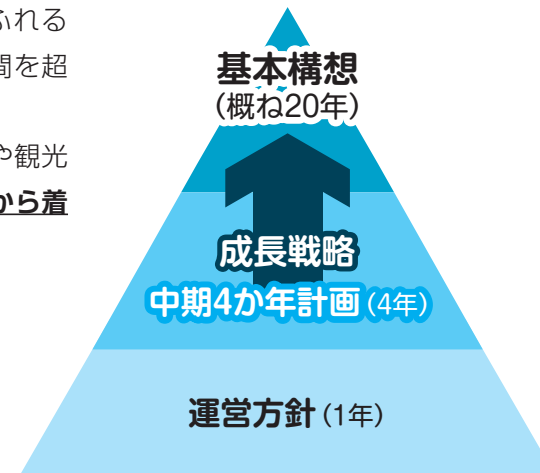 ふれる
間を超
や観光
から着
基本構想
(概ね20年)
成長戦略
中期4か年計画(4年)
運営方針(1年)